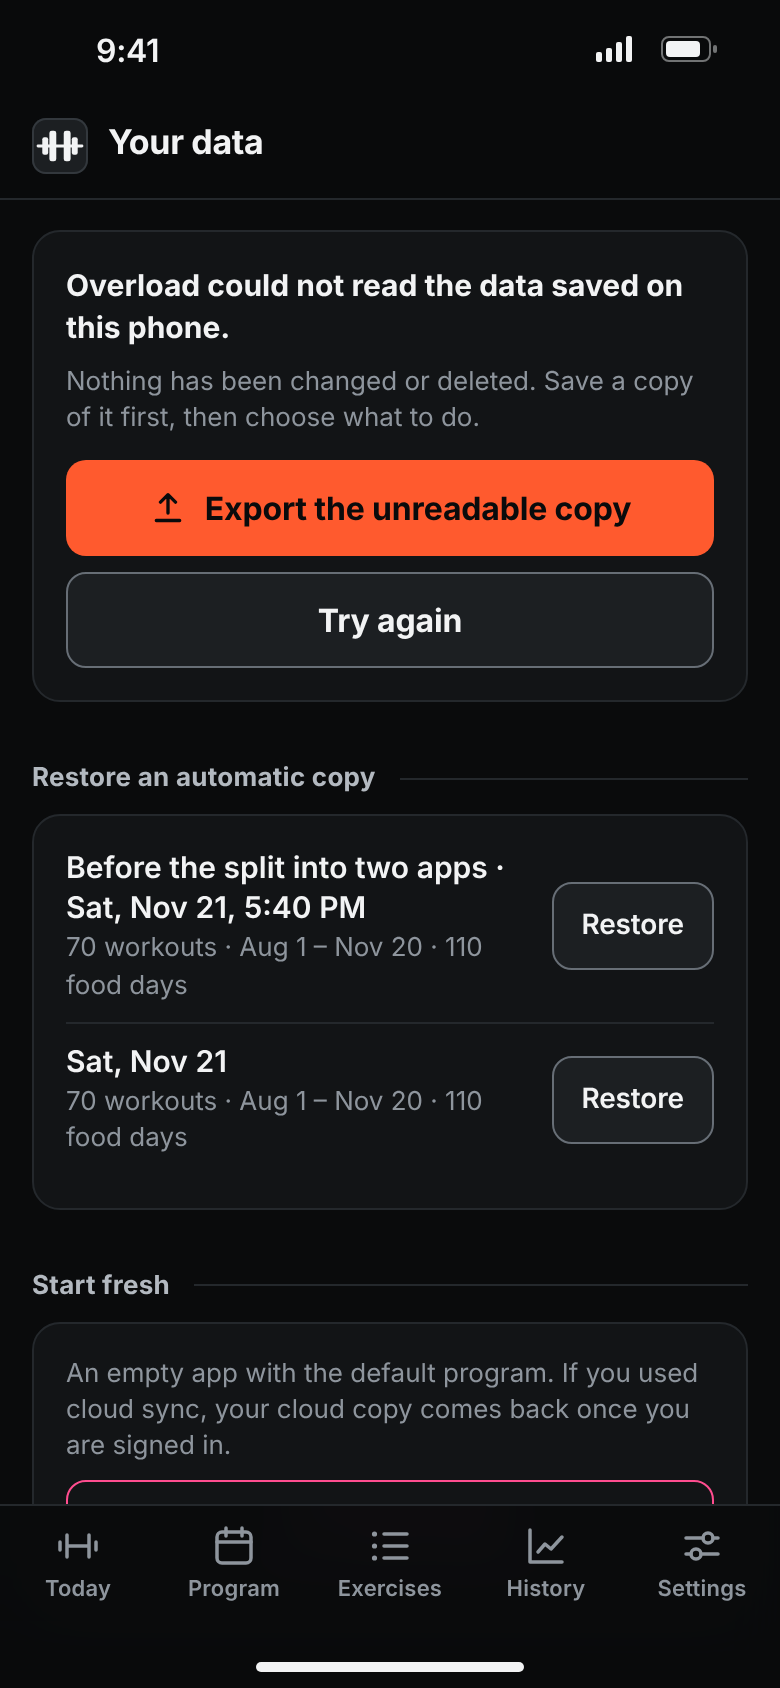 9:41
Your data
Overload could not read the data saved on
this phone.
Nothing has been changed or deleted. Save a copy
of it first, then choose what to do.
Export the unreadable copy
Try again
Restore an automatic copy
Before the split into two apps ·
Sat, Nov 21, 5:40 PM
70 workouts · Aug 1 – Nov 20 · 110
food days
Restore
Sat, Nov 21
70 workouts · Aug 1 – Nov 20 · 110
food days
Restore
Start fresh
An empty app with the default program. If you used
cloud sync, your cloud copy comes back once you
are signed in.
Today
Program
Exercises
History
Settings